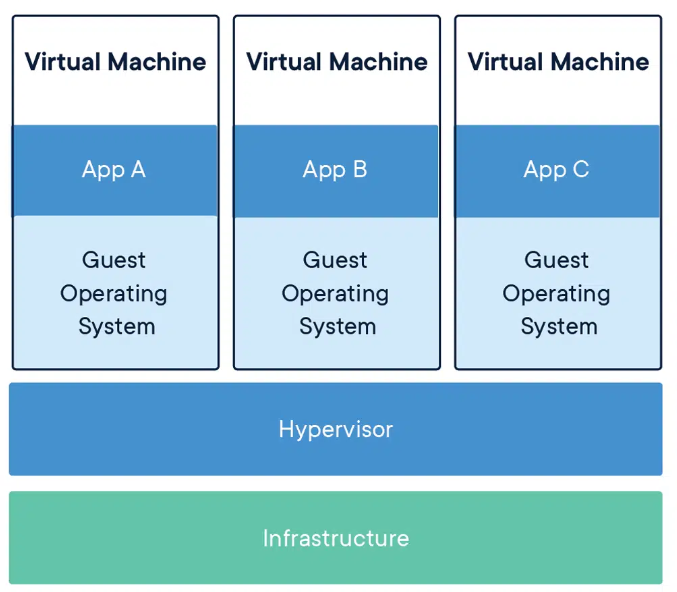 Virtual Machine
Virtual Machine
Virtual Machine
App A
App B
App C
Guest
Operating
System
Guest
Operating
System
Guest
Operating
System
Hypervisor
Infrastructure